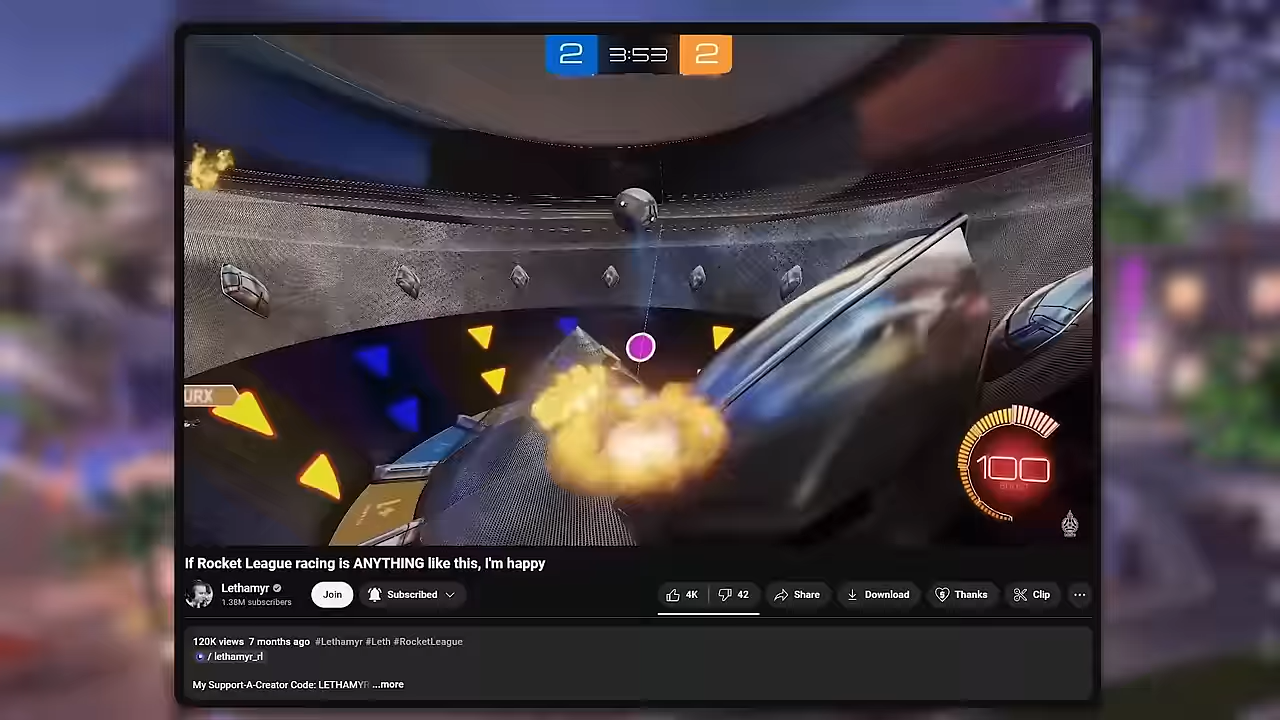 2 3:53 2
URX
100
BOOST
If Rocket League racing is ANYTHING like this, I'm happy
Lethamyr
1.38M subscribers
Join
Subscribed
4K
42
Share
Download
Thanks
Clip
120K views 7 months ago #Lethamyr #Leth #RocketLeague
/ lethamyr_rl
My Support-A-Creator Code: LETHAMYR ...more